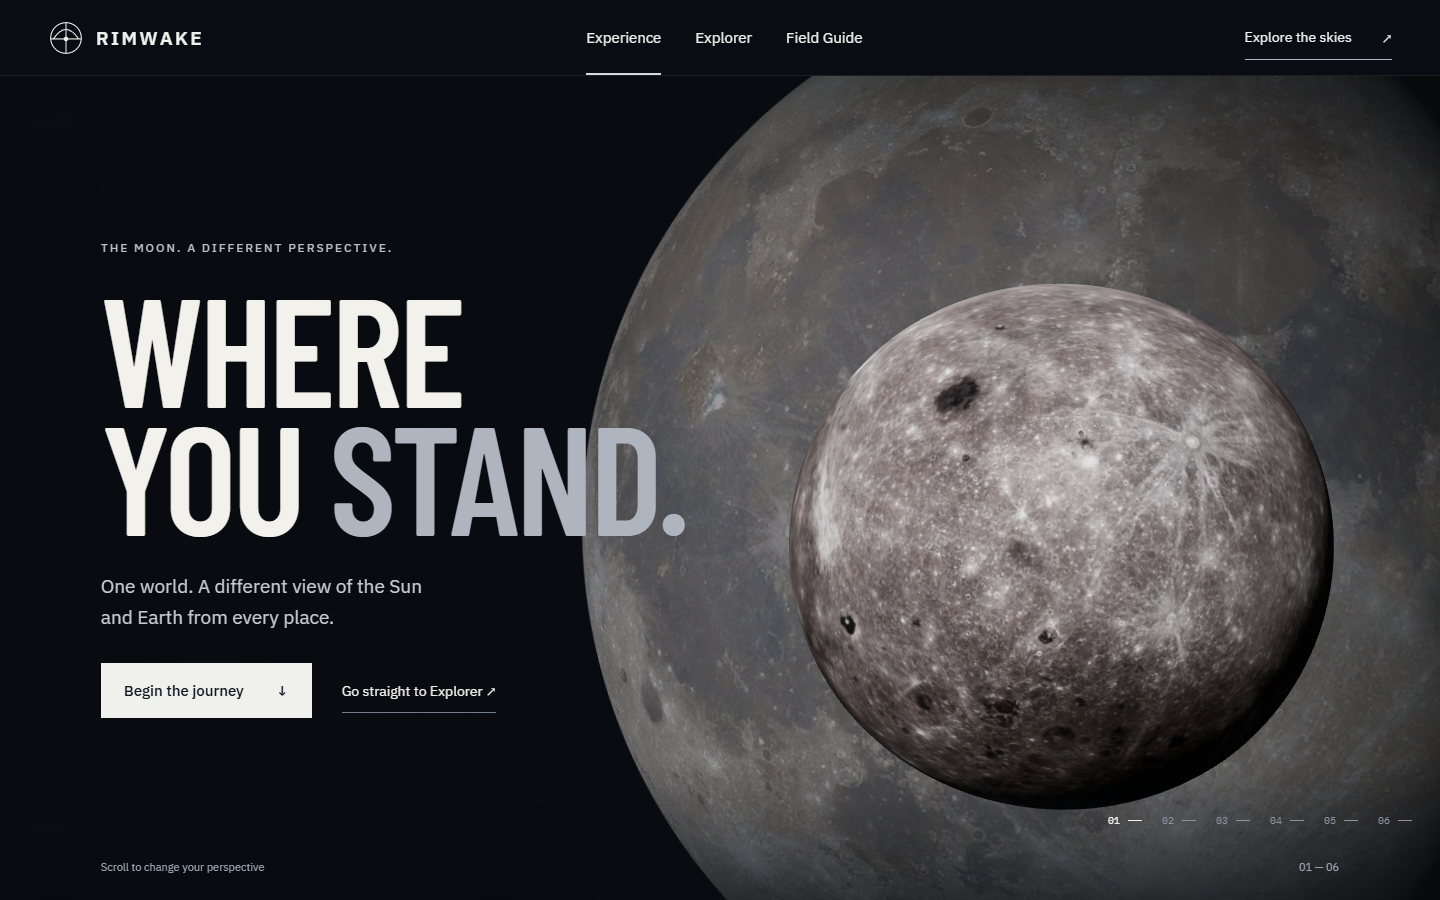 RIMWAKE
Experience
Explorer
Field Guide
Explore the skies ↗
THE MOON. A DIFFERENT PERSPECTIVE.
WHERE
YOU STAND.
One world. A different view of the Sun
and Earth from every place.
Begin the journey ↓
Go straight to Explorer ↗
01 02 03 04 05 06
Scroll to change your perspective
01 — 06